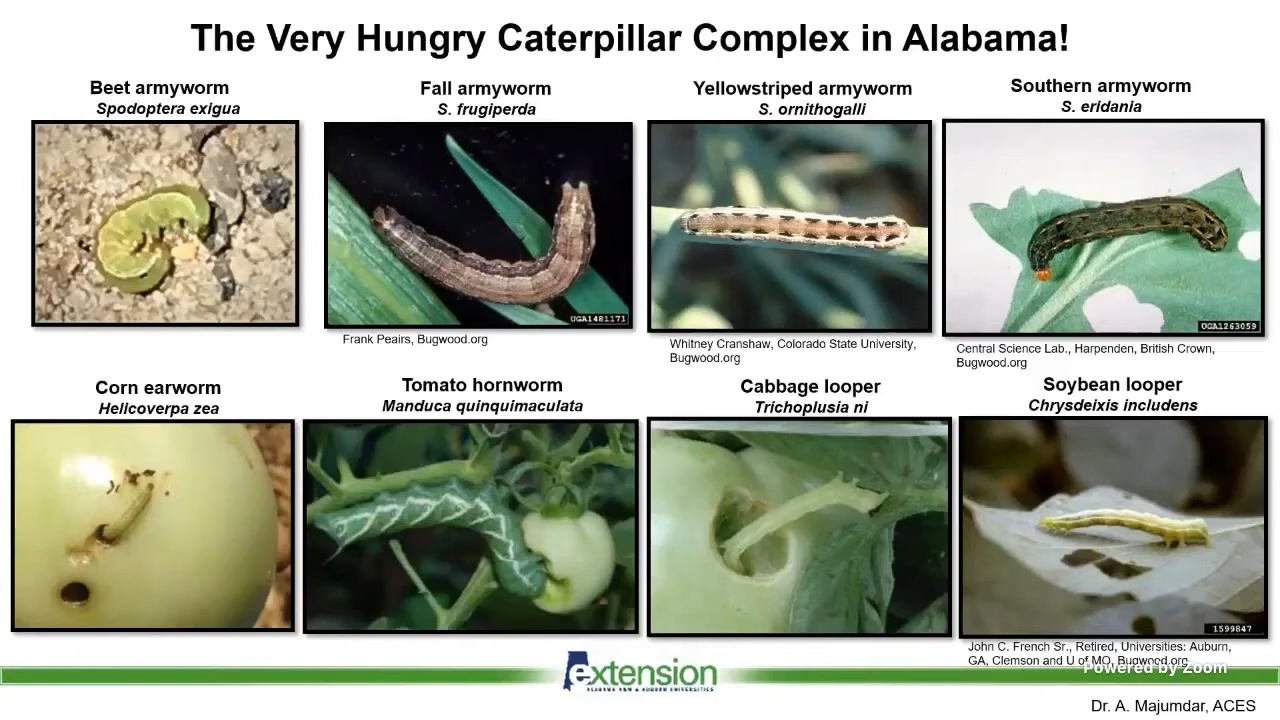 The Very Hungry Caterpillar Complex in Alabama!
Beet armyworm
Spodoptera exigua
Fall armyworm
S. frugiperda
Yellowstriped armyworm
S. ornithogalli
Southern armyworm
S. eridania
UGA1481171
UGA1263059
Frank Peairs, Bugwood.org
Whitney Cranshaw, Colorado State University,
Bugwood.org
Central Science Lab., Harpenden, British Crown,
Bugwood.org
Corn earworm
Helicoverpa zea
Tomato hornworm
Manduca quinquimaculata
Cabbage looper
Trichoplusia ni
Soybean looper
Chrysdeixis includens
1599847
John C. French Sr., Retired, Universities: Auburn,
GA, Clemson and U of MO, Bugwood.org
Powered by Zoom
extension
ALABAMA A&M & AUBURN UNIVERSITIES
Dr. A. Majumdar, ACES